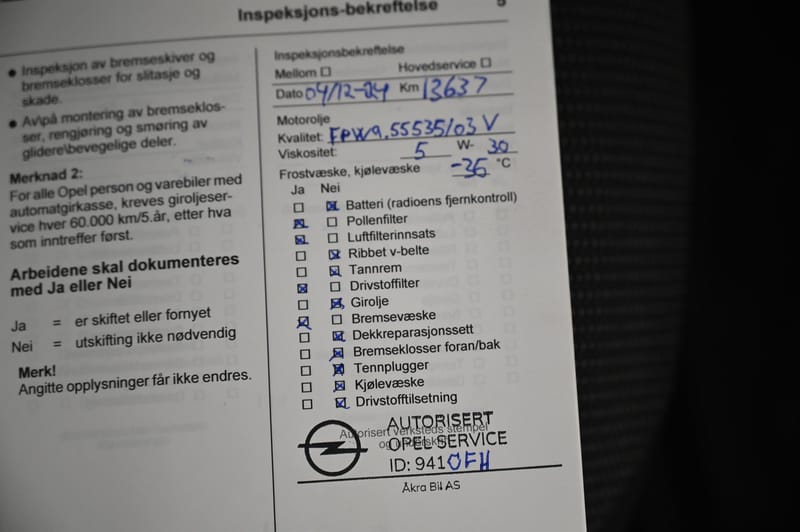 Inspeksjons-bekreftelse
● Inspeksjon av bremseskiver og
bremseklosser for slitasje og
skade.
● Av\på montering av bremseklos-
ser, rengjøring og smøring av
glidere\bevegelige deler.
Merknad 2:
For alle Opel person og varebiler med
automatgirkasse, kreves giroljeser-
vice hver 60.000 km/5.år, etter hva
som inntreffer først.
Arbeidene skal dokumenteres
med Ja eller Nei
Ja = er skiftet eller fornyet
Nei = utskifting ikke nødvendig
Merk!
Angitte opplysninger får ikke endres.
Inspeksjonsbekreftelse
Mellom ☐ Hovedservice ☐
Dato 04/12-24 Km 13637
Motorolje
Kvalitet: 55535/03 V
Viskositet: 5 W- 30
Frostvæske, kjølevæske -36 °C
Ja Nei
☐ ☒ Batteri (radioens fjernkontroll)
☒ ☐ Pollenfilter
☒ ☐ Luftfilterinnsats
☐ ☒ Ribbet v-belte
☐ ☒ Tannrem
☒ ☐ Drivstoffilter
☐ ☒ Girolje
☒ ☐ Bremsevæske
☐ ☒ Dekkreparasjonssett
☐ ☒ Bremseklosser foran/bak
☐ ☒ Tennplugger
☐ ☒ Kjølevæske
☐ ☒ Drivstofftilsetning
Autorisert verksteds stempel
AUTORISERT
OPEL SERVICE
ID: 941 OFH
Åkra Bil AS